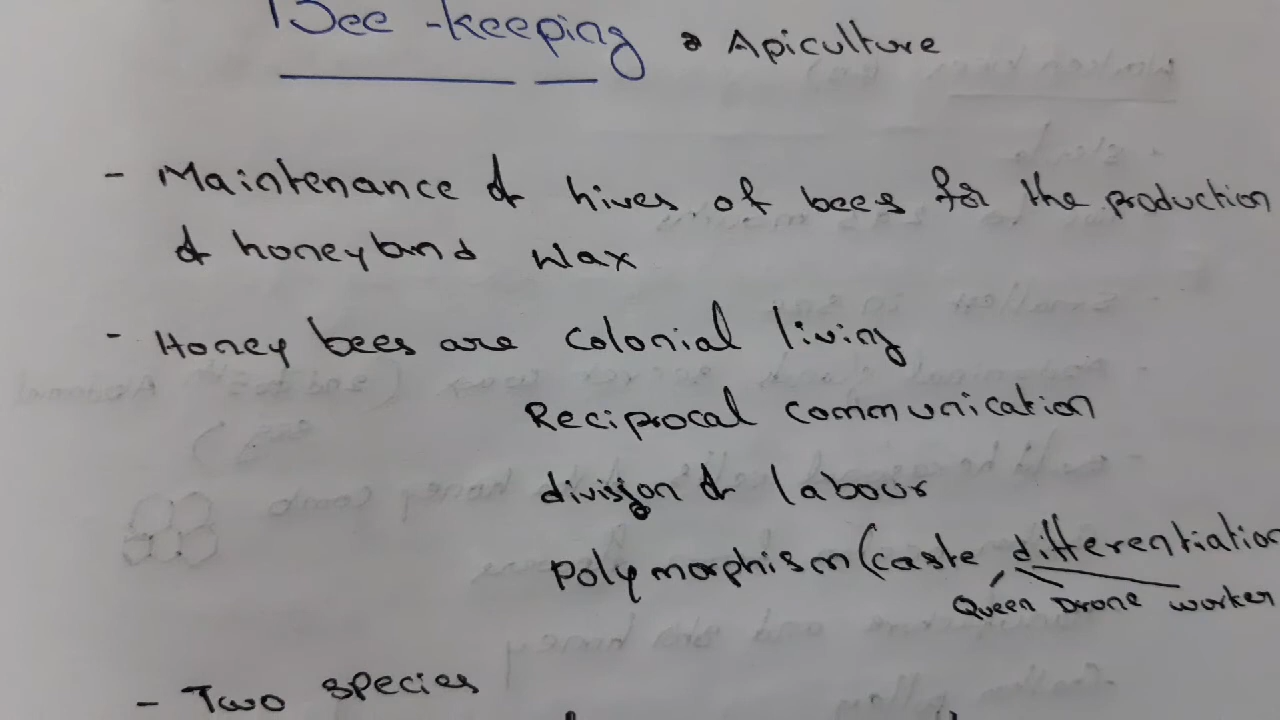 Bee-keeping • Apiculture
- Maintenance of hives of bees for the production
of honey and wax
- Honey bees are colonial living
Reciprocal communication
division of labour
Polymorphism (caste differentiation
Queen Drone worker
- Two species